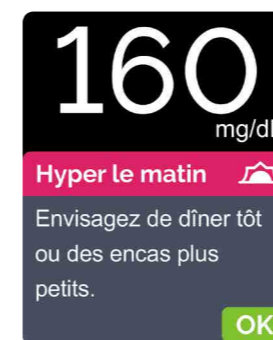 160
mg/dl
Hyper le matin
Envisagez de dîner tôt
ou des encas plus
petits.
OK